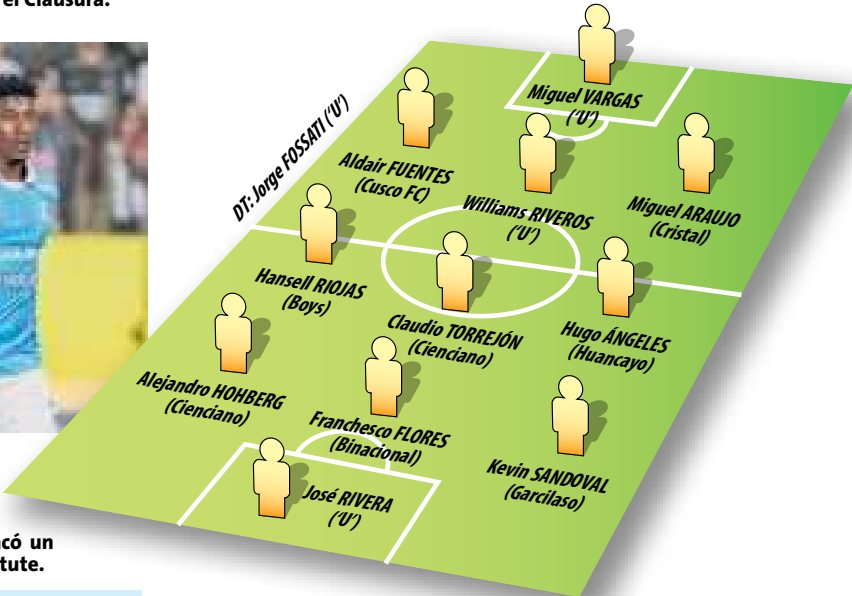 el Clausura.
Miguel VARGAS
('U')
DT: Jorge FOSSATI ('U')
Aldair FUENTES
(Cusco FC)
Williams RIVEROS
('U')
Miguel ARAUJO
(Cristal)
Hansell RIOJAS
(Boys)
Claudio TORREJÓN
(Cienciano)
Hugo ÁNGELES
(Huancayo)
Alejandro HOHBERG
(Cienciano)
Franchesco FLORES
(Binacional)
Kevin SANDOVAL
(Garcilaso)
José RIVERA
('U')
có un
tute.